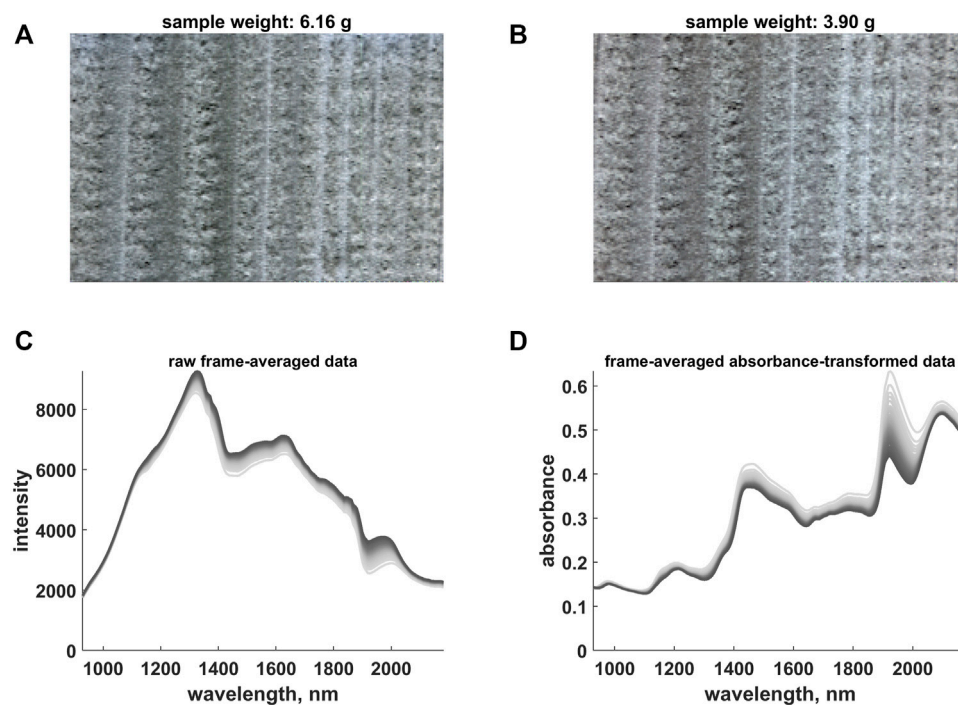 A
sample weight: 6.16 g
B
sample weight: 3.90 g
C
raw frame-averaged data
8000
6000
4000
2000
0
intensity
1000 1200 1400 1600 1800 2000
wavelength, nm
D
frame-averaged absorbance-transformed data
0.6
0.5
0.4
0.3
0.2
0.1
0
absorbance
1000 1200 1400 1600 1800 2000
wavelength, nm